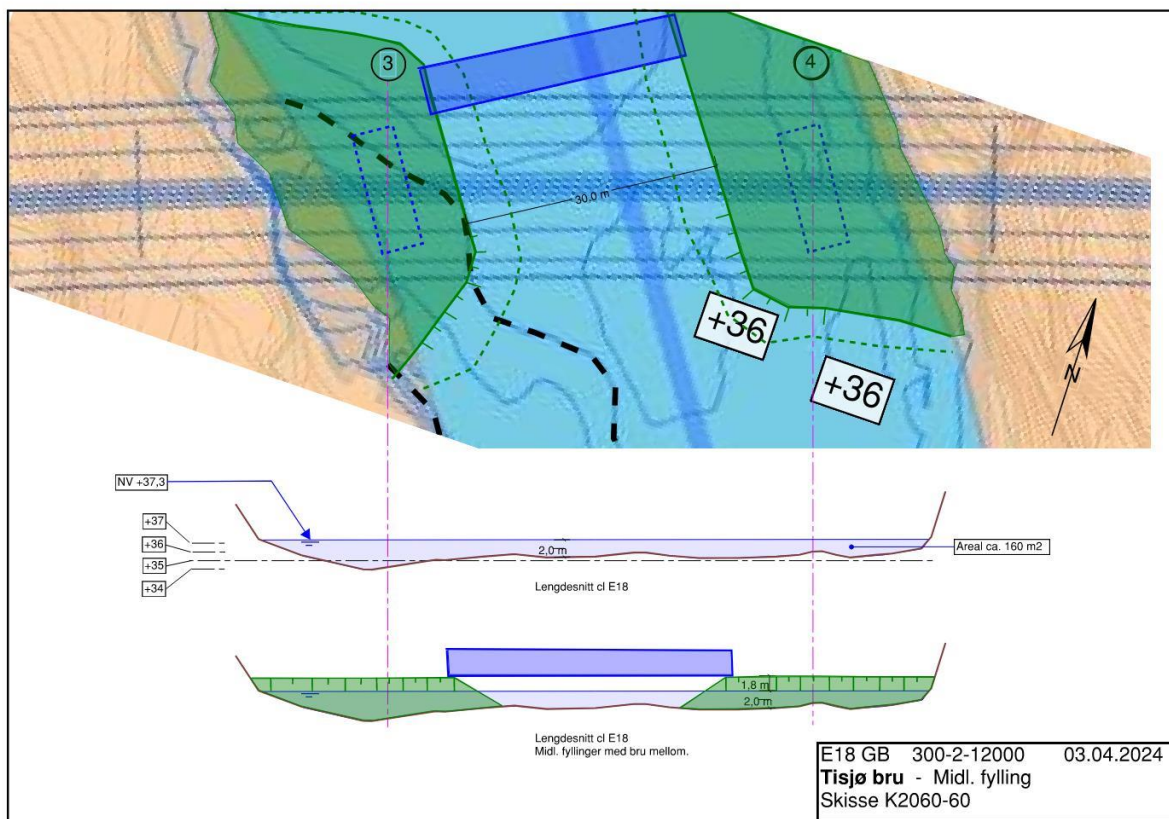 3
4
30,0 m
+36
+36
N
NV +37,3
+37
+36
+35
+34
2,0 m
Areal ca. 160 m2
Lengdesnitt cl E18
1,8 m
2,0 m
Lengdesnitt cl E18
Midl. fyllinger med bru mellom.
E18 GB 300-2-12000 03.04.2024
Tisjø bru - Midl. fylling
Skisse K2060-60